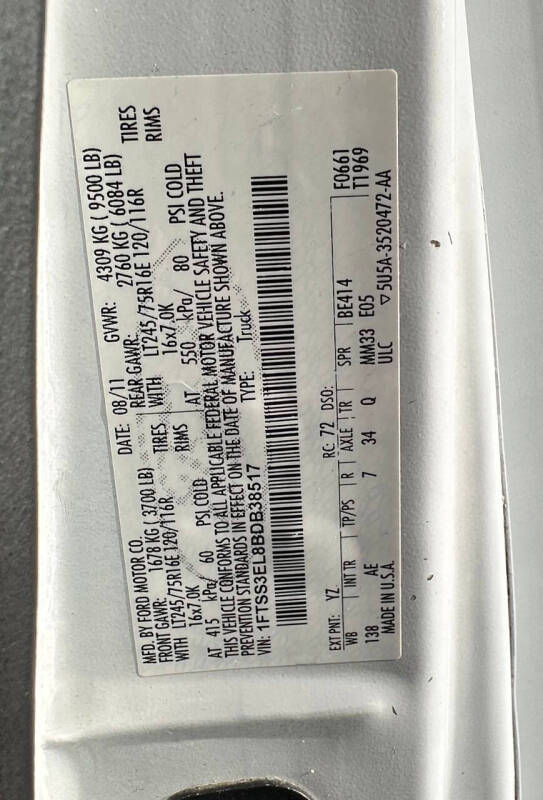 MFD. BY FORD MOTOR CO.
DATE: 08/11 GVWR: 4309 KG ( 9500 LB)
FRONT GAWR: 1678 KG ( 3700 LB) REAR GAWR: 2760 KG ( 6084 LB)
WITH LT245/75R16E 120/116R TIRES WITH LT245/75R16E 120/116R TIRES
16x7.0K RIMS 16x7.0K RIMS
AT 415 kPa/ 60 PSI COLD AT 550 kPa/ 80 PSI COLD
THIS VEHICLE CONFORMS TO ALL APPLICABLE FEDERAL MOTOR VEHICLE SAFETY AND THEFT
PREVENTION STANDARDS IN EFFECT ON THE DATE OF MANUFACTURE SHOWN ABOVE.
VIN: 1FTSS3EL8BDB38517 TYPE: Truck
F0661
T1969
EXT PNT: YZ RC: 72 DSO:
WB INT TR TP/PS R AXLE TR SPR BE414
138 AE 7 34 Q MM33 E05
MADE IN U.S.A. ULC ▽5U5A-3520472-AA